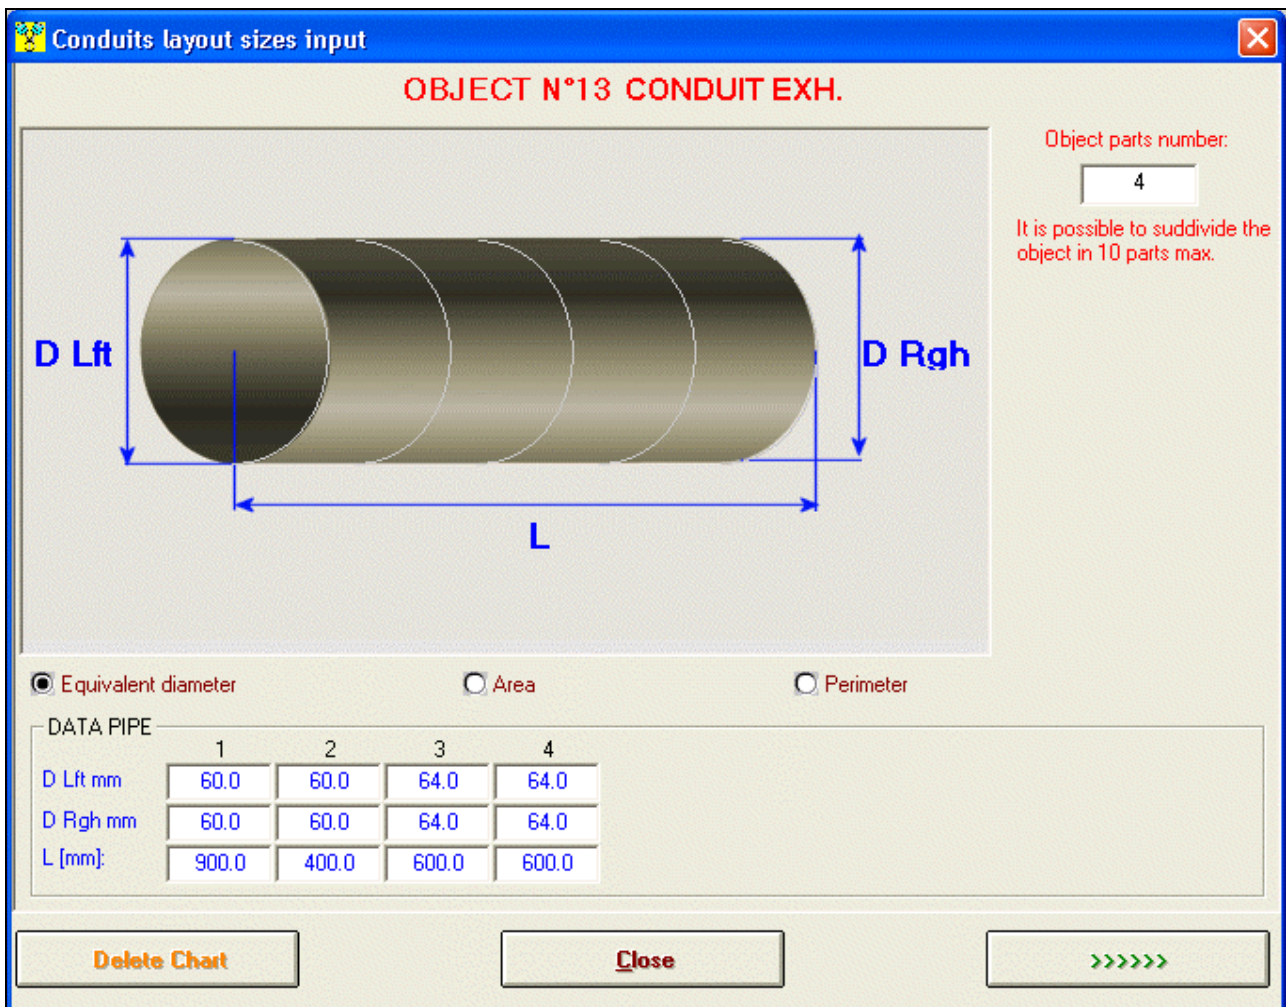 Conduits layout sizes input
OBJECT N°13 CONDUIT EXH.
Object parts number:
4
It is possible to suddivide the
object in 10 parts max.
D Lft
D Rgh
L
Equivalent diameter
Area
Perimeter
DATA PIPE
1 2 3 4
D Lft mm 60.0 60.0 64.0 64.0
D Rgh mm 60.0 60.0 64.0 64.0
L [mm]: 900.0 400.0 600.0 600.0
Delete Chart
Close
>>>>>>